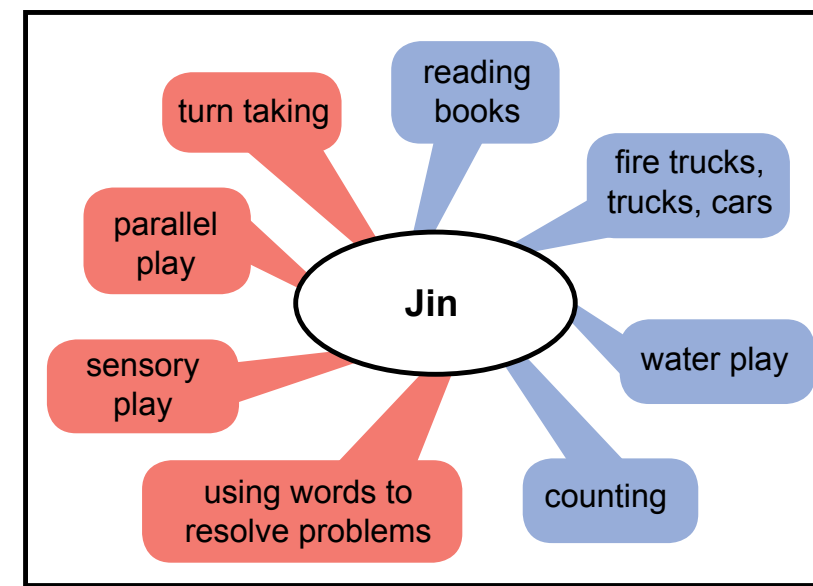 reading
books
turn taking
fire trucks,
trucks, cars
parallel
play
Jin
water play
sensory
play
using words to
resolve problems
counting